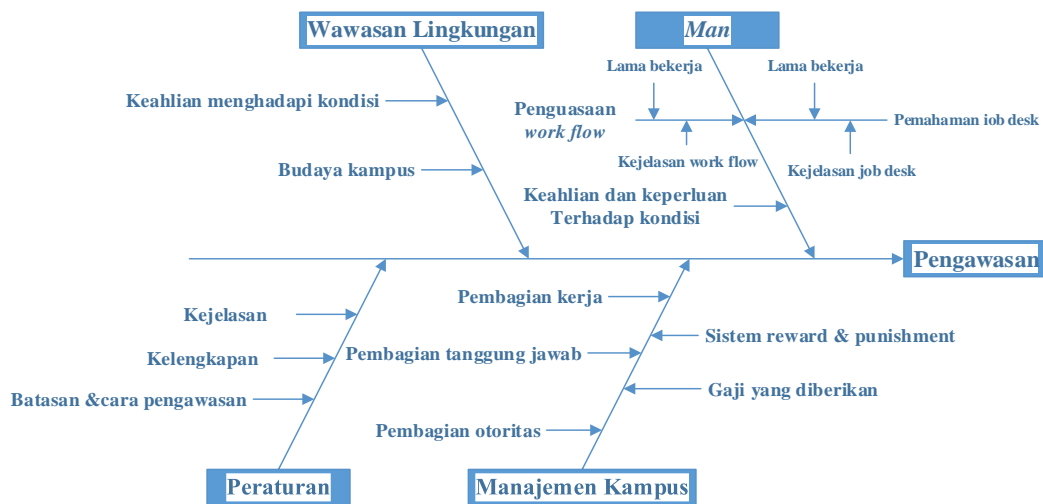 Wawasan Lingkungan
Man
Lama bekerja
Lama bekerja
Keahlian menghadapi kondisi
Penguasaan
work flow
Pemahaman iob desk
Kejelasan work flow
Kejelasan job desk
Budaya kampus
Keahlian dan keperluan
Terhadap kondisi
Pengawasan
Pembagian kerja
Kejelasan
Sistem reward & punishment
Kelengkapan
Pembagian tanggung jawab
Gaji yang diberikan
Batasan &cara pengawasan
Pembagian otoritas
Peraturan
Manajemen Kampus